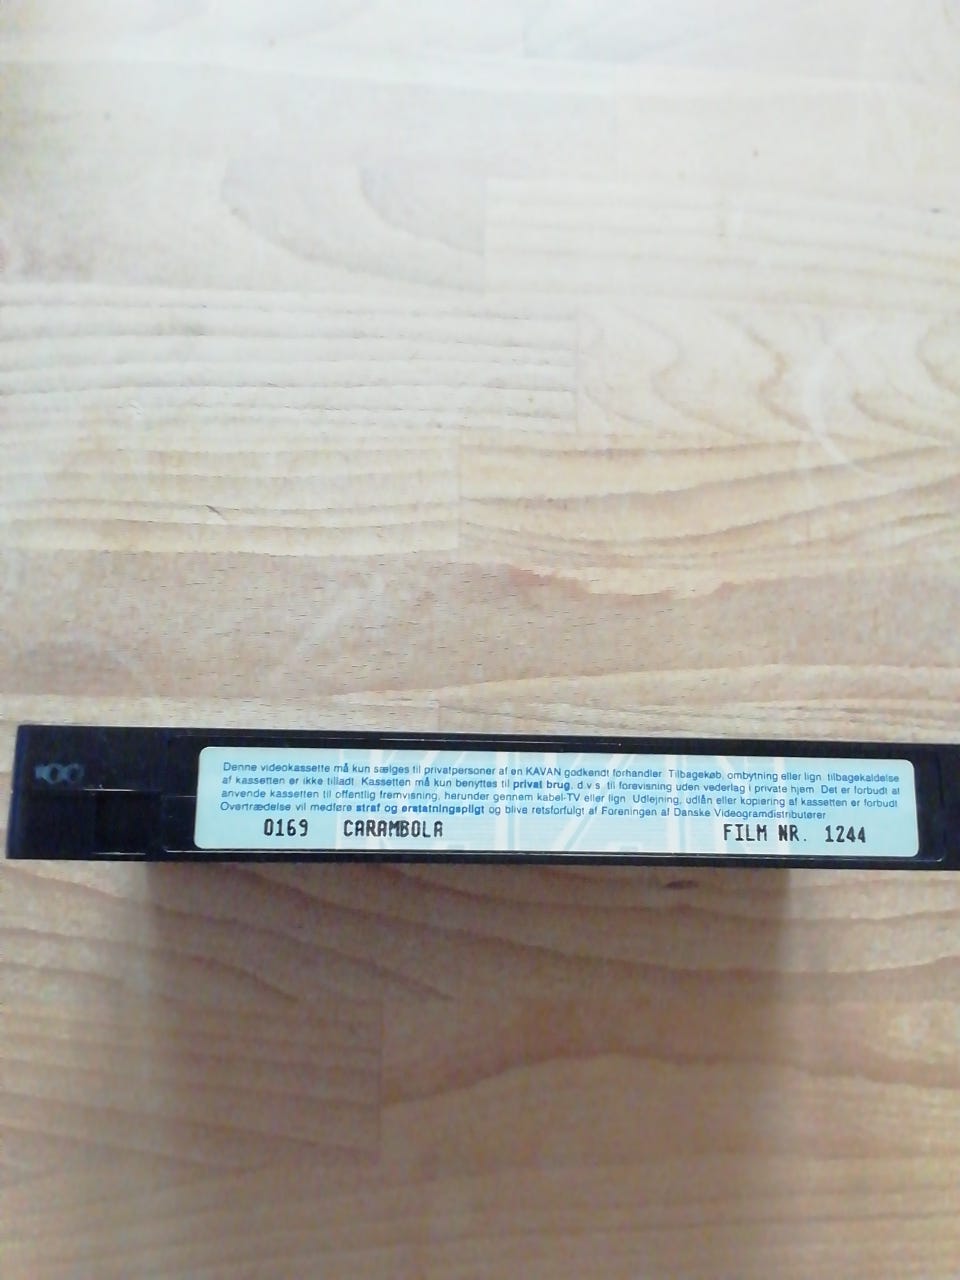 Denne videokassette må kun sælges til privatpersoner af en KAVAN godkendt forhandler. Tilbagekøb, ombytning eller lign. tilbagekaldelse
af kassetten er ikke tilladt. Kassetten må kun benyttes til privat brug, d.v.s. til forevisning uden vederlag i private hjem. Det er forbudt at
anvende kassetten til offentlig fremvisning, herunder gennem kabel-TV eller lign. Udlejning, udlån eller kopiering af kassetten er forbudt.
Overtrædelse vil medføre straf og erstatningspligt og blive retsforfulgt af Foreningen af Danske Videogramdistributører
0169 CARAMBOLA FILM NR. 1244